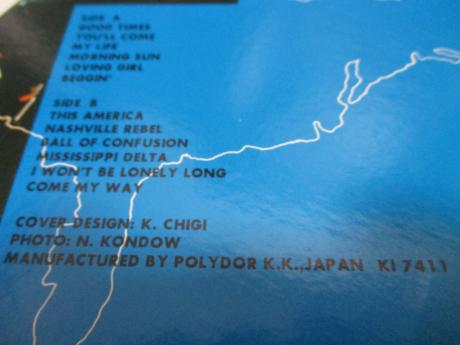 SIDE A
GOOD TIMES
YOU'LL COME
MY LIFE
MORNING SUN
LOVING GIRL
BEGGIN'
SIDE B
THIS AMERICA
NASHVILLE REBEL
BALL OF CONFUSION
MISSISSIPPI DELTA
I WON'T BE LONELY LONG
COME MY WAY
COVER DESIGN: K. CHIGI
PHOTO: N. KONDOW
MANUFACTURED BY POLYDOR K.K.,JAPAN KI 7411